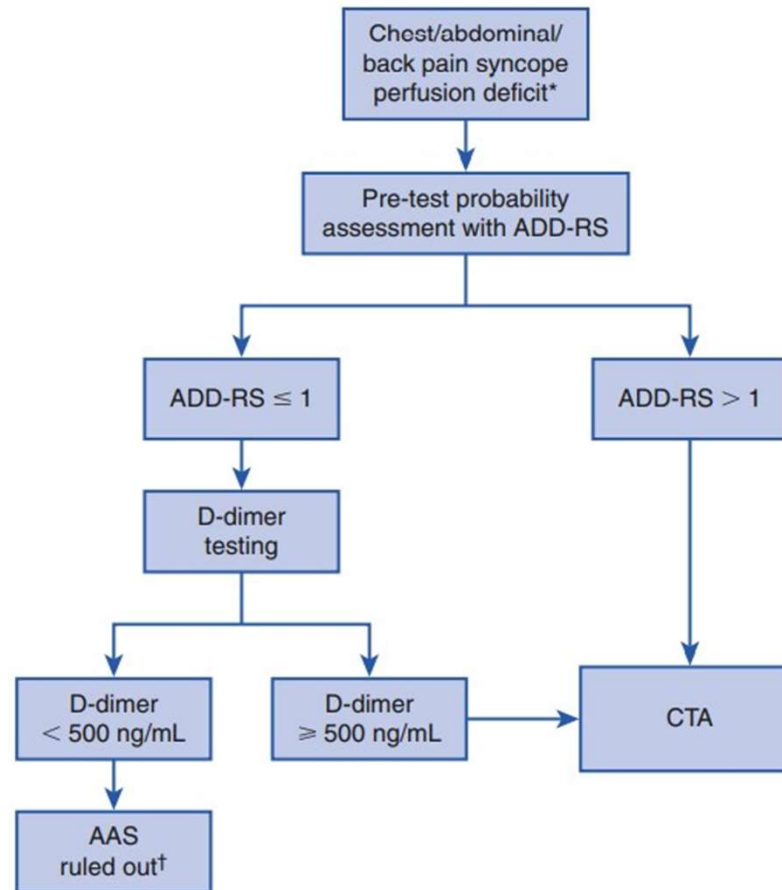 Chest/abdominal/
back pain syncope
perfusion deficit*
Pre-test probability
assessment with ADD-RS
ADD-RS ≤ 1
ADD-RS > 1
D-dimer
testing
D-dimer
< 500 ng/mL
D-dimer
⩾ 500 ng/mL
CTA
AAS
ruled out†